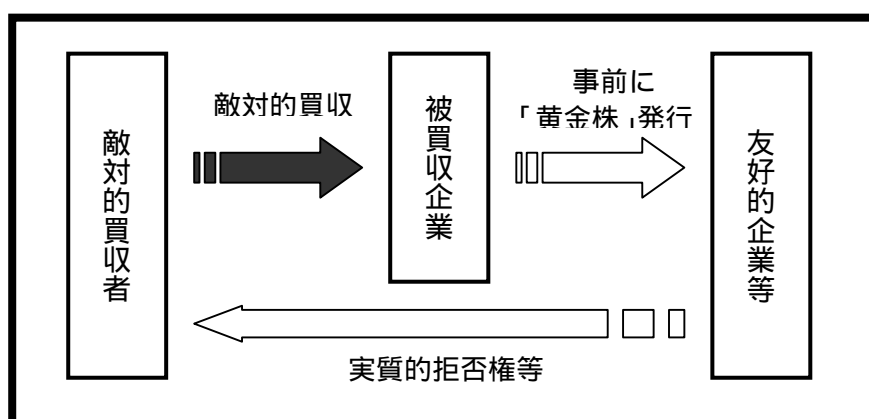 敵対的買収者
敵対的買収
被買収企業
事前に
「黄金株」発行
友好的企業等
実質的拒否権等